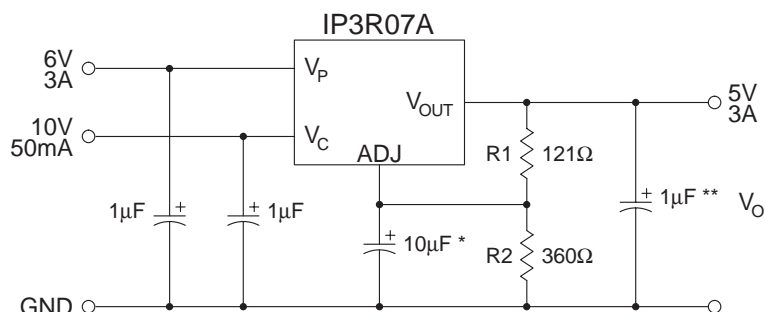 IP3R07A
6V
3A
VP
VOUT
5V
3A
10V
50mA
VC
ADJ
R1 121Ω
1μF
1μF
10μF *
R2 360Ω
1μF **
VO
GND